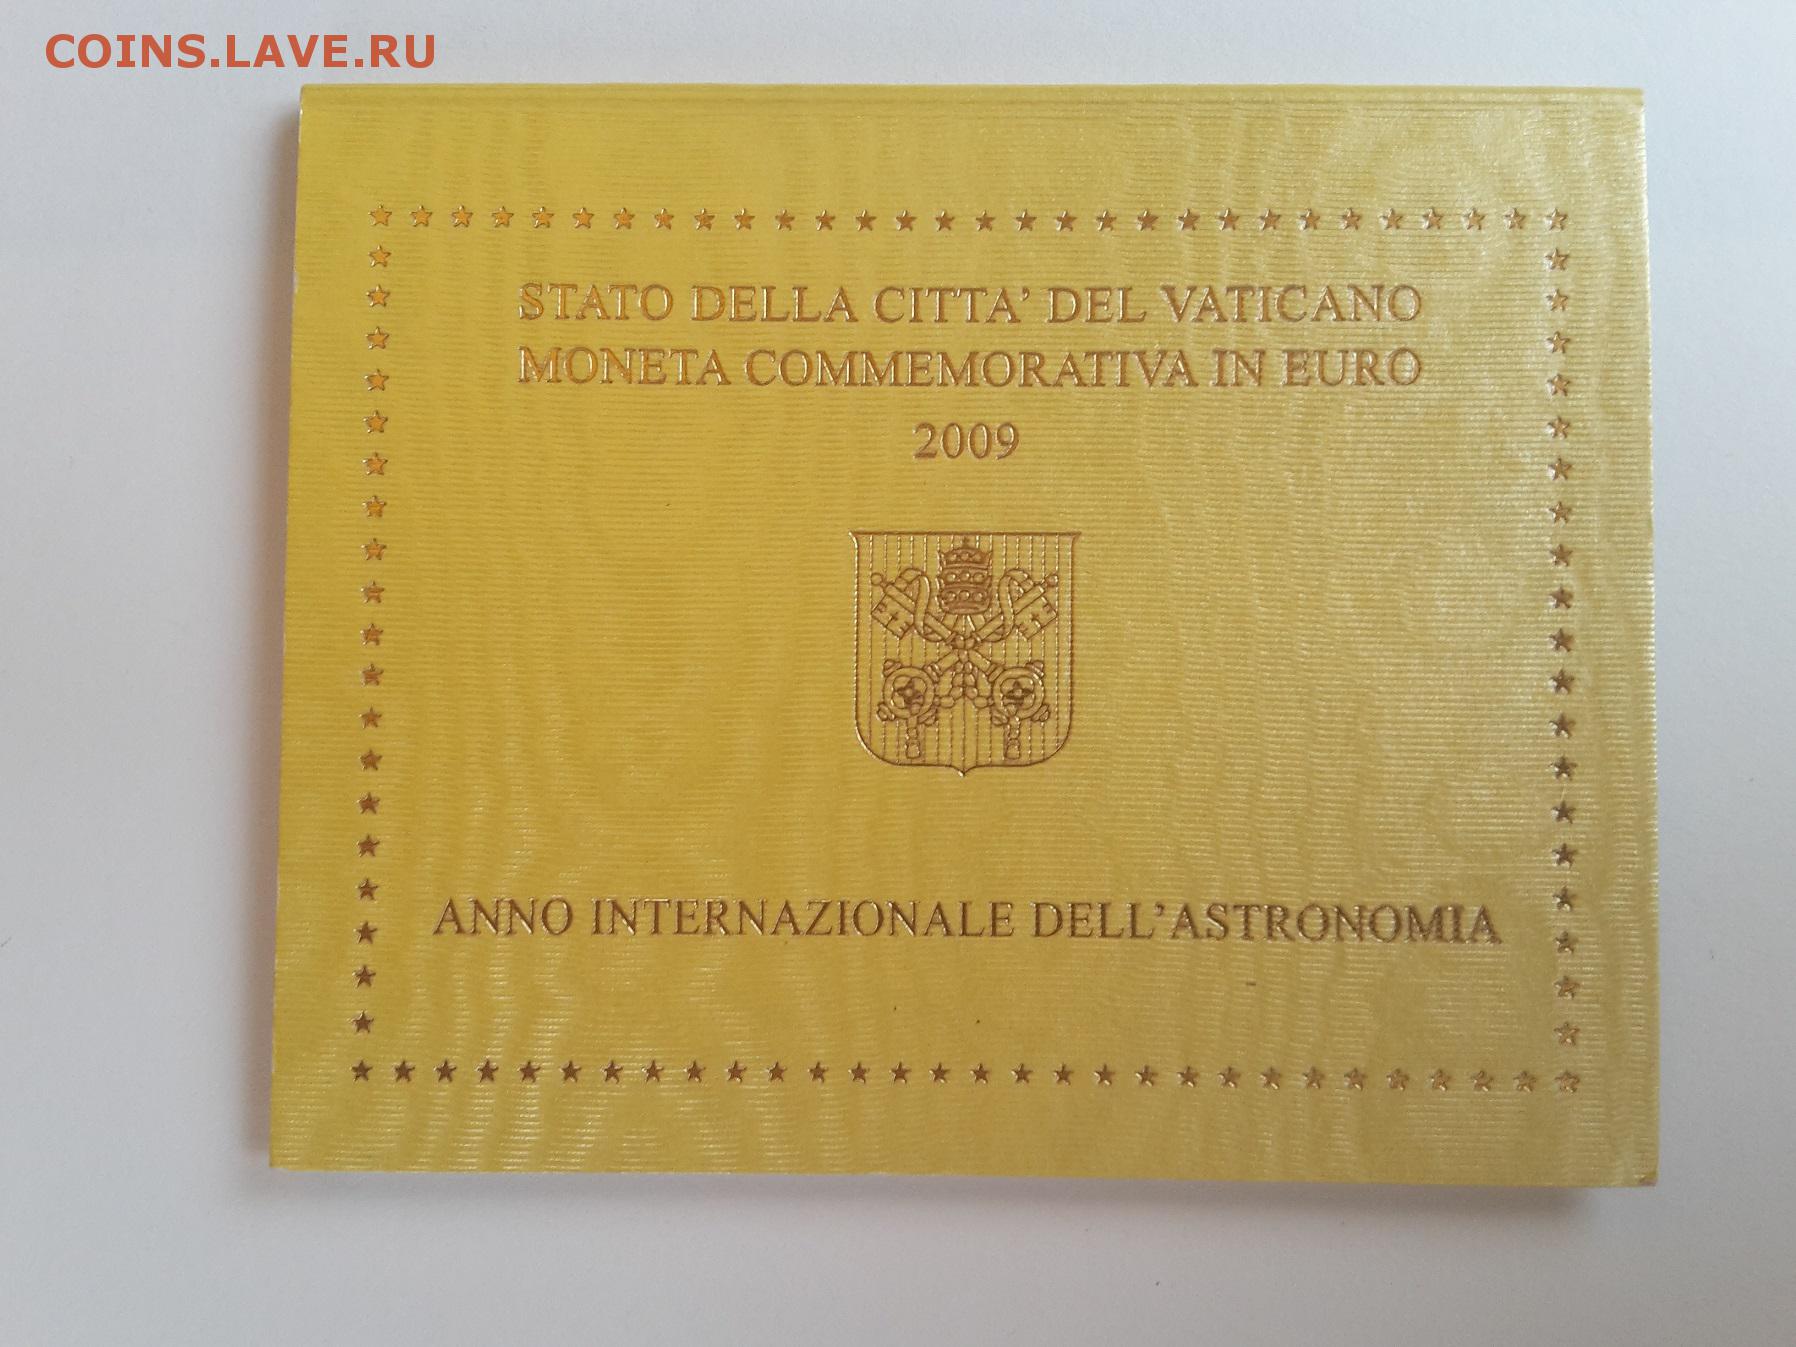 COINS.LAVE.RU
STATO DELLA CITTA' DEL VATICANO
MONETA COMMEMORATIVA IN EURO
2009
ANNO INTERNAZIONALE DELL'ASTRONOMIA